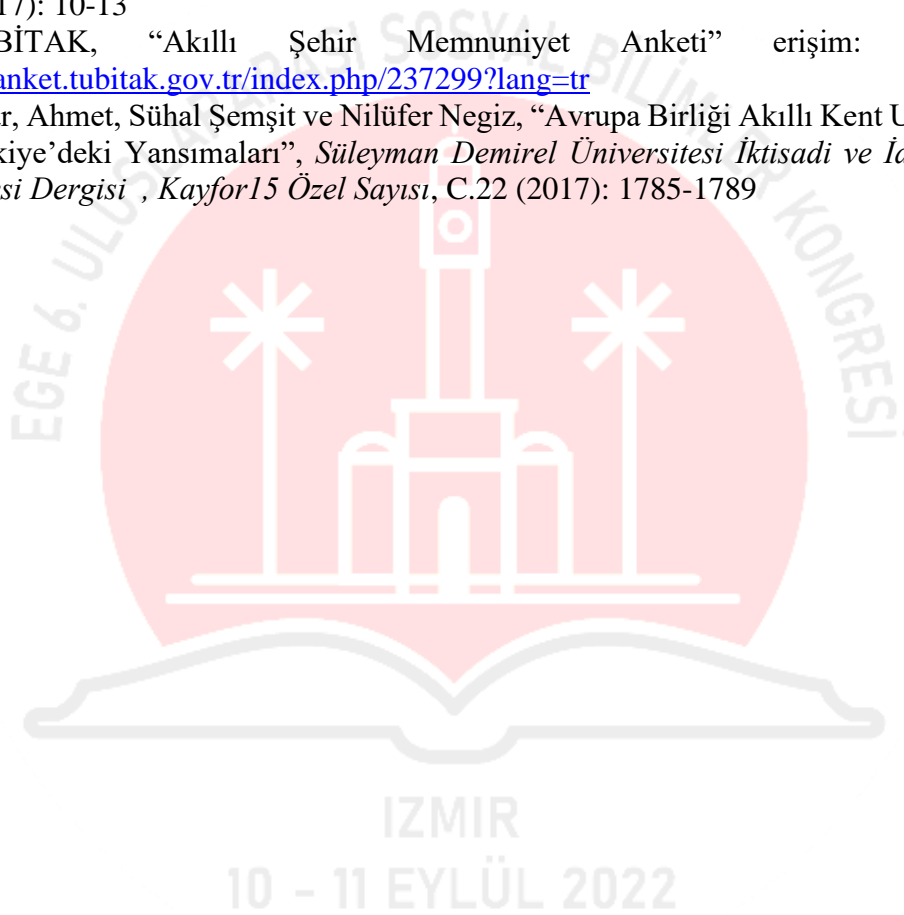 17): 10-13
BİTAK, “Akıllı Şehir Memnuniyet Anketi” erişim:
anket.tubitak.gov.tr/index.php/237299?lang=tr
r, Ahmet, Sühal Şemşit ve Nilüfer Negiz, “Avrupa Birliği Akıllı Kent U
kiye’deki Yansımaları”, Süleyman Demirel Üniversitesi İktisadi ve İd
si Dergisi , Kayfor15 Özel Sayısı, C.22 (2017): 1785-1789
EGE 6. ULUSLARARASI SOSYAL BİLİMLER KONGRESİ
IZMIR
10 - 11 EYLÜL 2022